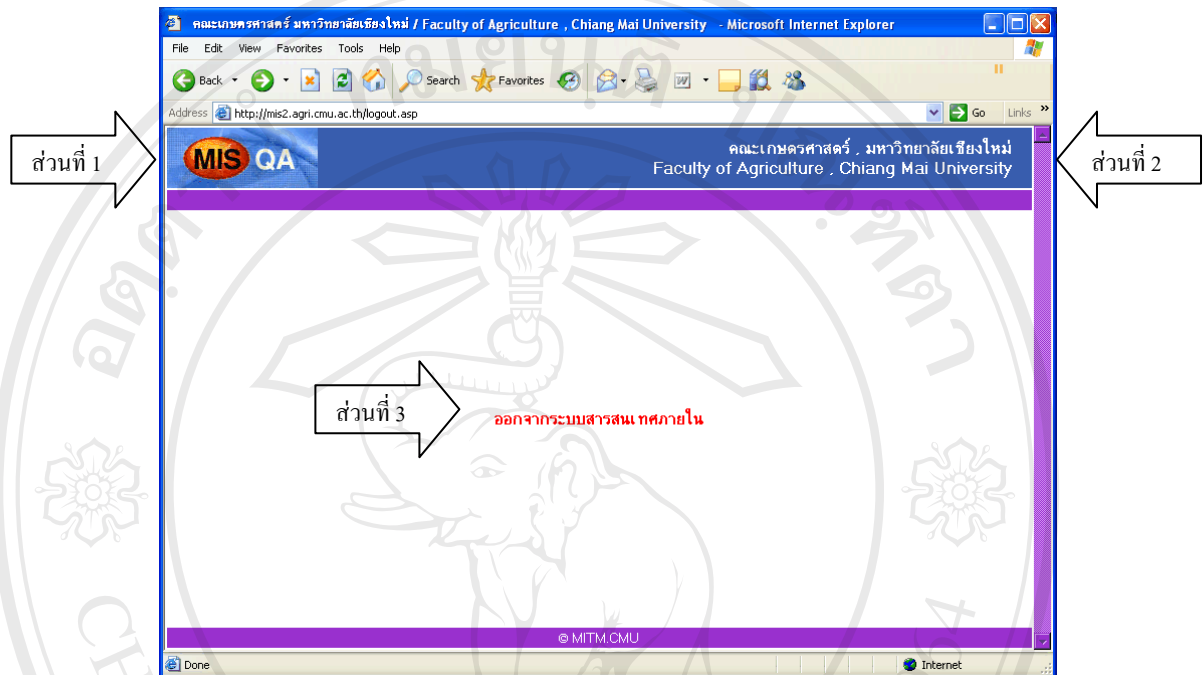 คณะเกษตรศาสตร์ มหาวิทยาลัยเชียงใหม่ / Faculty of Agriculture , Chiang Mai University - Microsoft Internet Explorer
File Edit View Favorites Tools Help
Back Search Favorites
Address http://mis2.agri.cmu.ac.th/logout.asp Go Links »
ส่วนที่ 1
MIS QA
คณะเกษตรศาสตร์ , มหาวิทยาลัยเชียงใหม่
Faculty of Agriculture , Chiang Mai University
ส่วนที่ 2
ส่วนที่ 3
ออกจากระบบสารสนเทศภายใน
© MITM.CMU
Done Internet